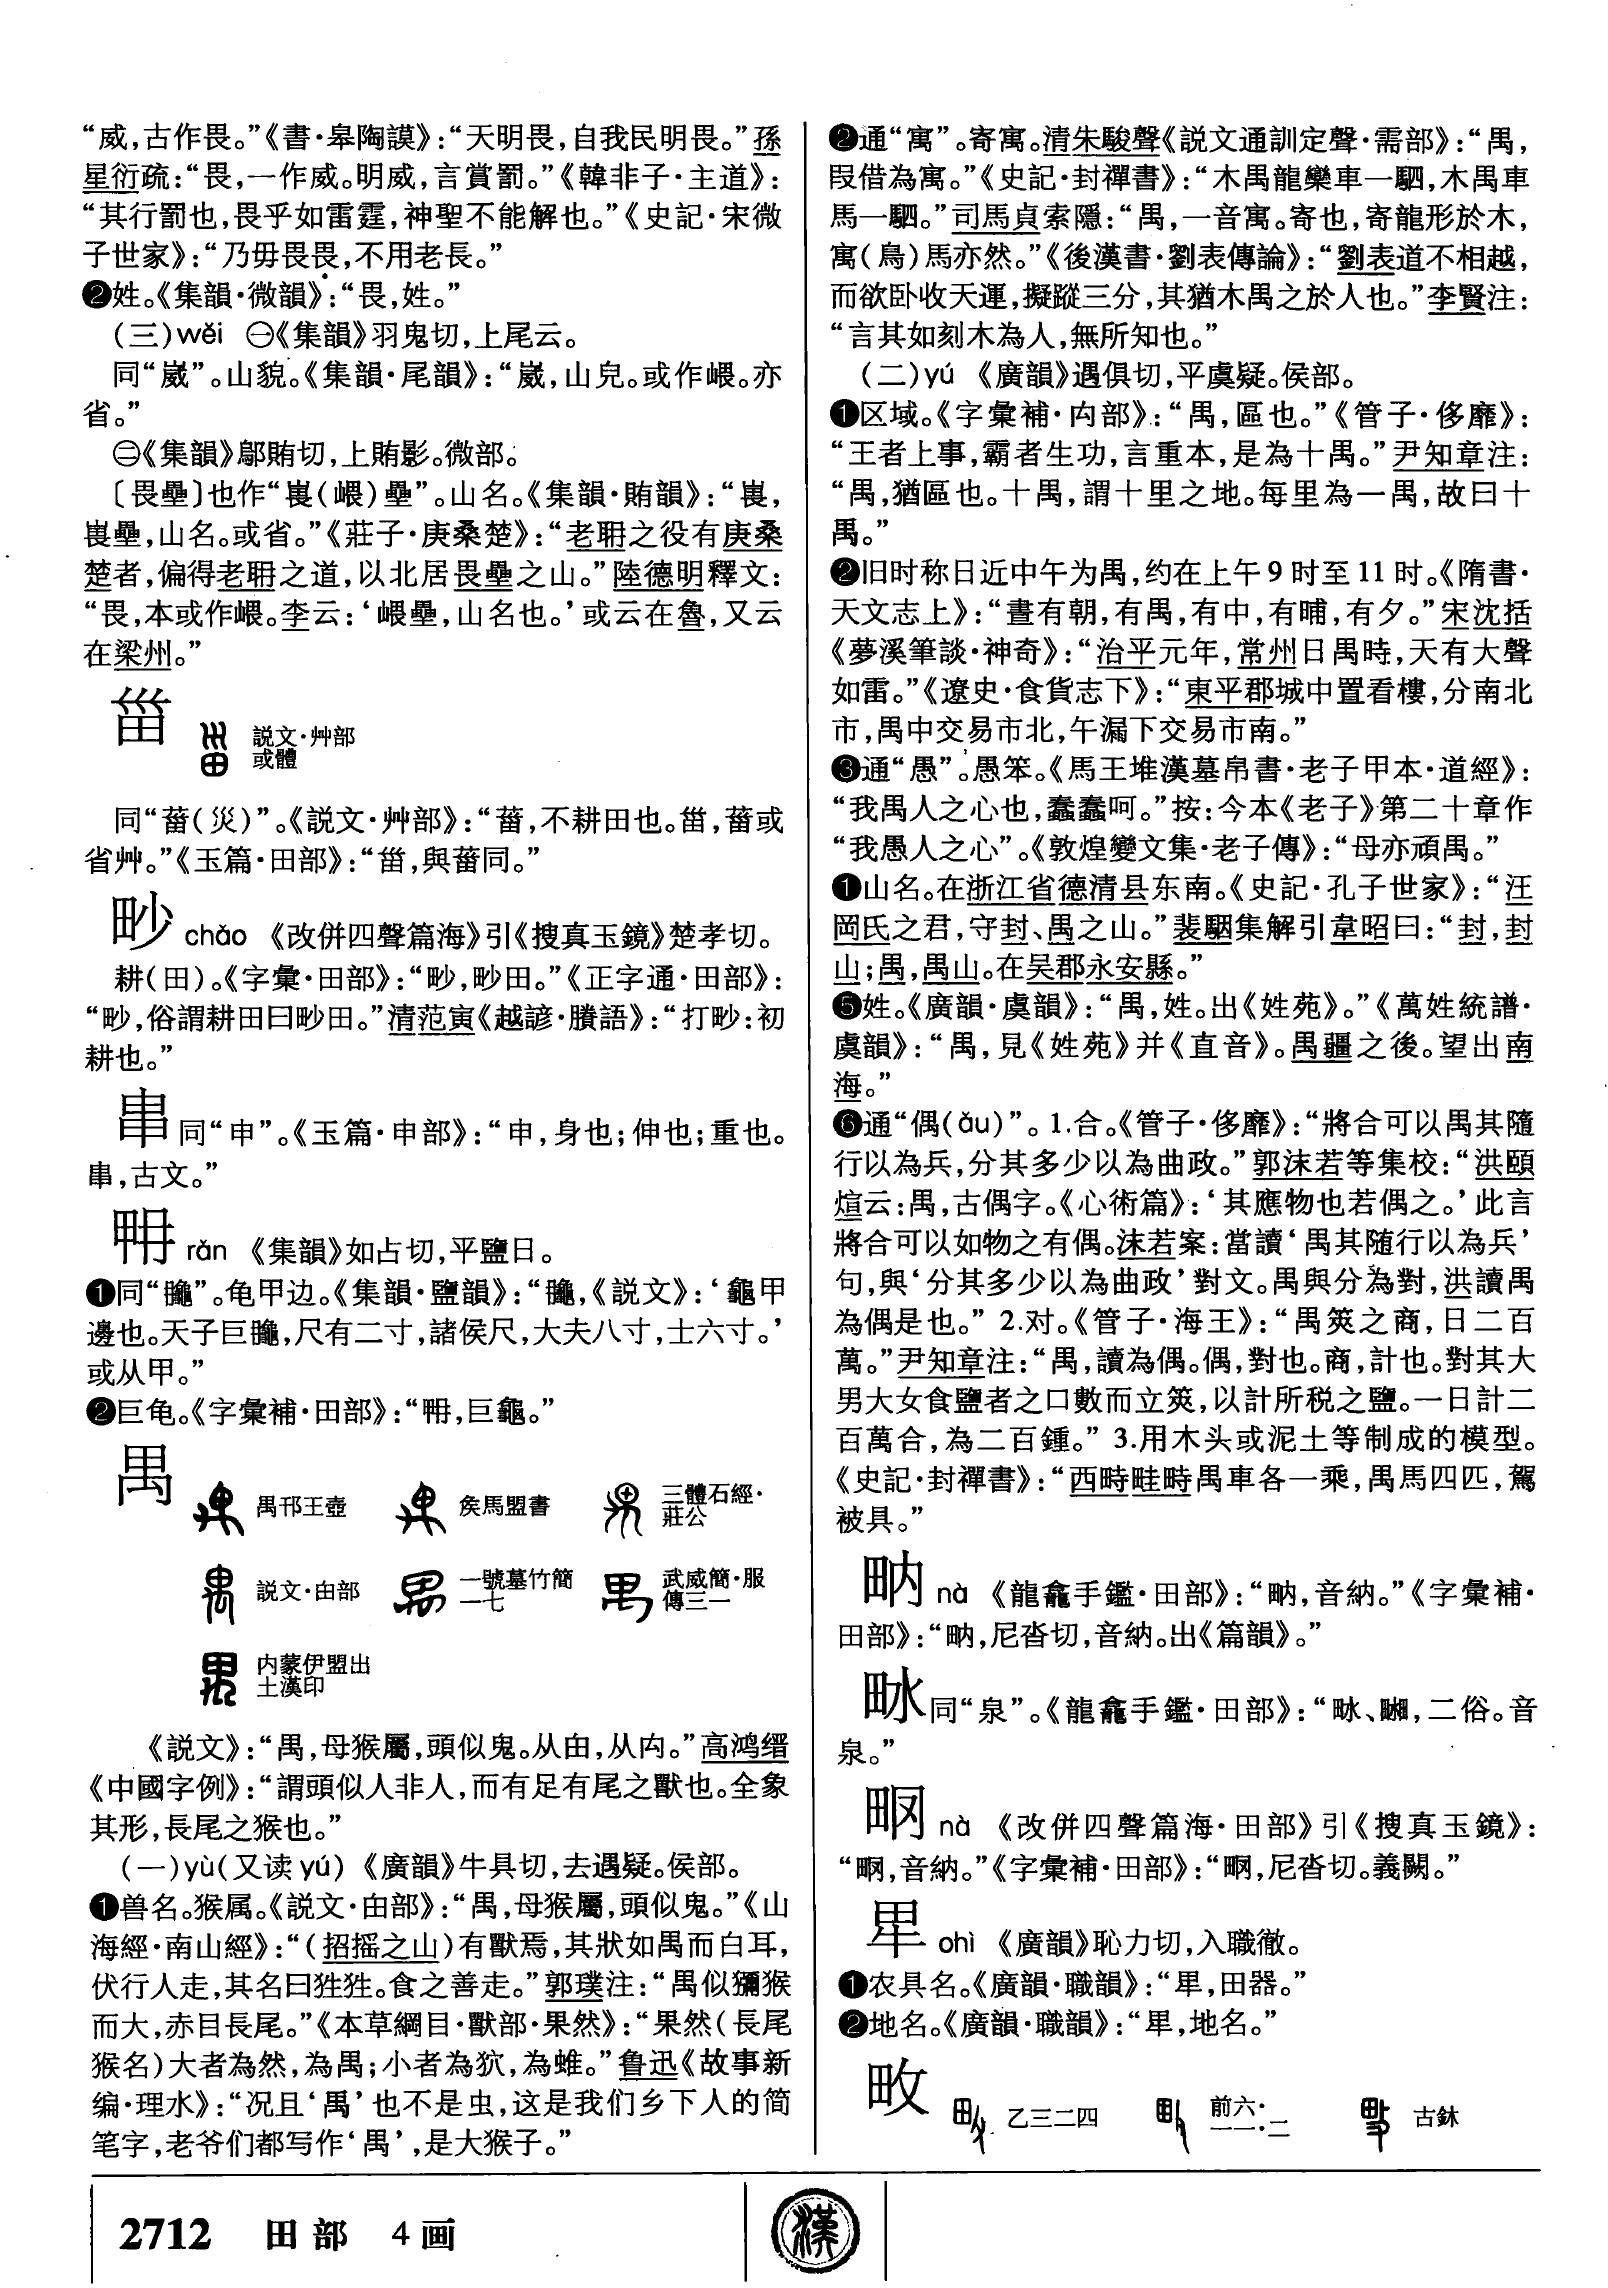 “威，古作畏。”《書·皋陶謨》：“天明畏，自我民明畏。”孫
星衍疏：“畏，一作威。明威，言賞罰。”《韓非子·主道》：
“其行罰也，畏乎如雷霆，神聖不能解也。”《史記·宋微
子世家》：“乃毋畏畏，不用老長。”
❷姓。《集韻·微韻》：“畏，姓。”
（三）wěi ㊀《集韻》羽鬼切，上尾云。
同“崴”。山貌。《集韻·尾韻》：“崴，山皃。或作崾。亦
省。”
㊁《集韻》鄔賄切，上賄影。微部。
〔畏壘〕也作“嵔（㟪）壘”。山名。《集韻·賄韻》：“嵔，
嵔壘，山名。或省。”《莊子·庚桑楚》：“老聃之役有庚桑
楚者，偏得老聃之道，以北居畏壘之山。”陸德明釋文：
“畏，本或作㟪。李云：‘㟪壘，山名也。’或云在魯，又云
在梁州。”
甾
説文·艸部
或體
同“葘（災）”。《説文·艸部》：“葘，不耕田也。甾，葘或
省艸。”《玉篇·田部》：“甾，與葘同。”
畂 chǎo 《改併四聲篇海》引《搜真玉鏡》楚孝切。
耕（田）。《字彙·田部》：“，田。”《正字通·田部》：
“，俗謂耕田曰田。”清范寅《越諺·賸語》：“打：初
耕也。”
同“申”。《玉篇·申部》：“申，身也；伸也；重也。
，古文。”
rǎn 《集韻》如占切，平鹽日。
❶同“”。龟甲边。《集韻·鹽韻》：“，《説文》：‘龜甲
邊也。天子巨，尺有二寸，諸侯尺，大夫八寸，士六寸。’
或从甲。”
❷巨龟。《字彙補·田部》：“，巨龜。”
禺
禺邗王壺 矦馬盟書 三體石經·
莊公
説文·甶部 一號墓竹簡
一七 武威簡·服
傳三一
内蒙伊盟出
土漢印
《説文》：“禺，母猴屬，頭似鬼。从甶，从禸。”高鸿缙
《中國字例》：“謂頭似人非人，而有足有尾之獸也。全象
其形，長尾之猴也。”
（一）yù（又读yú） 《廣韻》牛具切，去遇疑。侯部。
❶兽名。猴属。《説文·甶部》：“禺，母猴屬，頭似鬼。”《山
海經·南山經》：“（招摇之山）有獸焉，其狀如禺而白耳，
伏行人走，其名曰狌狌。食之善走。”郭璞注：“禺似獼猴
而大，赤目長尾。”《本草綱目·獸部·果然》：“果然（長尾
猴名）大者為然，為禺；小者為狖，為蜼。”鲁迅《故事新
编·理水》：“况且‘禹’也不是虫，这是我们乡下人的简
笔字，老爷们都写作‘禺’，是大猴子。”
❷通“寓”。寄寓。清朱駿聲《説文通訓定聲·需部》：“禺，
叚借為寓。”《史記·封禪書》：“木禺龍欒車一駟，木禺車
馬一駟。”司馬貞索隱：“禺，一音寓。寄也，寄龍形於木，
寓（鳥）馬亦然。”《後漢書·劉表傳論》：“劉表道不相越，
而欲卧收天運，擬蹤三分，其猶木禺之於人也。”李賢注：
“言其如刻木為人，無所知也。”
（二）yú 《廣韻》遇俱切，平虞疑。侯部。
❶区域。《字彙補·禸部》：“禺，區也。”《管子·侈靡》：
“王者上事，霸者生功，言重本，是為十禺。”尹知章注：
“禺，猶區也。十禺，謂十里之地。每里為一禺，故曰十
禺。”
❷旧时称日近中午为禺，约在上午9时至11时。《隋書·
天文志上》：“晝有朝，有禺，有中，有晡，有夕。”宋沈括
《夢溪筆談·神奇》：“治平元年，常州日禺時，天有大聲
如雷。”《遼史·食貨志下》：“東平郡城中置看樓，分南北
市，禺中交易市北，午漏下交易市南。”
❸通“愚”。愚笨。《馬王堆漢墓帛書·老子甲本·道經》：
“我禺人之心也，惷惷呵。”按：今本《老子》第二十章作
“我愚人之心”。《敦煌變文集·老子傳》：“母亦頑禺。”
❶山名。在浙江省德清县东南。《史記·孔子世家》：“汪
罔氏之君，守封、禺之山。”裴駰集解引韋昭曰：“封，封
山；禺，禺山。在吴郡永安縣。”
❺姓。《廣韻·虞韻》：“禺，姓。出《姓苑》。”《萬姓統譜·
虞韻》：“禺，見《姓苑》并《直音》。禺疆之後。望出南
海。”
❻通“偶（ǒu）”。1.合。《管子·侈靡》：“將合可以禺其隨
行以為兵，分其多少以為曲政。”郭沫若等集校：“洪頤
煊云：禺，古偶字。《心術篇》：‘其應物也若偶之。’此言
將合可以如物之有偶。沫若案：當讀‘禺其随行以為兵’
句，與‘分其多少以為曲政’對文。禺與分為對，洪讀禺
為偶是也。” 2.对。《管子·海王》：“禺筴之商，日二百
萬。”尹知章注：“禺，讀為偶。偶，對也。商，計也。對其大
男大女食鹽者之口數而立筴，以計所税之鹽。一日計二
百萬合，為二百鍾。” 3.用木头或泥土等制成的模型。
《史記·封禪書》：“西畤畦畤禺車各一乘，禺馬四匹，駕
被具。”
nà 《龍龕手鑑·田部》：“，音納。”《字彙補·
田部》：“，尼沓切，音納。出《篇韻》。”
同“泉”。《龍龕手鑑·田部》：“、，二俗。音
泉。”
nà 《改併四聲篇海·田部》引《搜真玉鏡》：
“，音納。”《字彙補·田部》：“，尼沓切。義闕。”
chì 《廣韻》恥力切，入職徹。
❶农具名。《廣韻·職韻》：“，田器。”
❷地名。《廣韻·職韻》：“，地名。”
畋
乙三二四 前六·
一一·二 古鉥
2712 田部 4画
漢